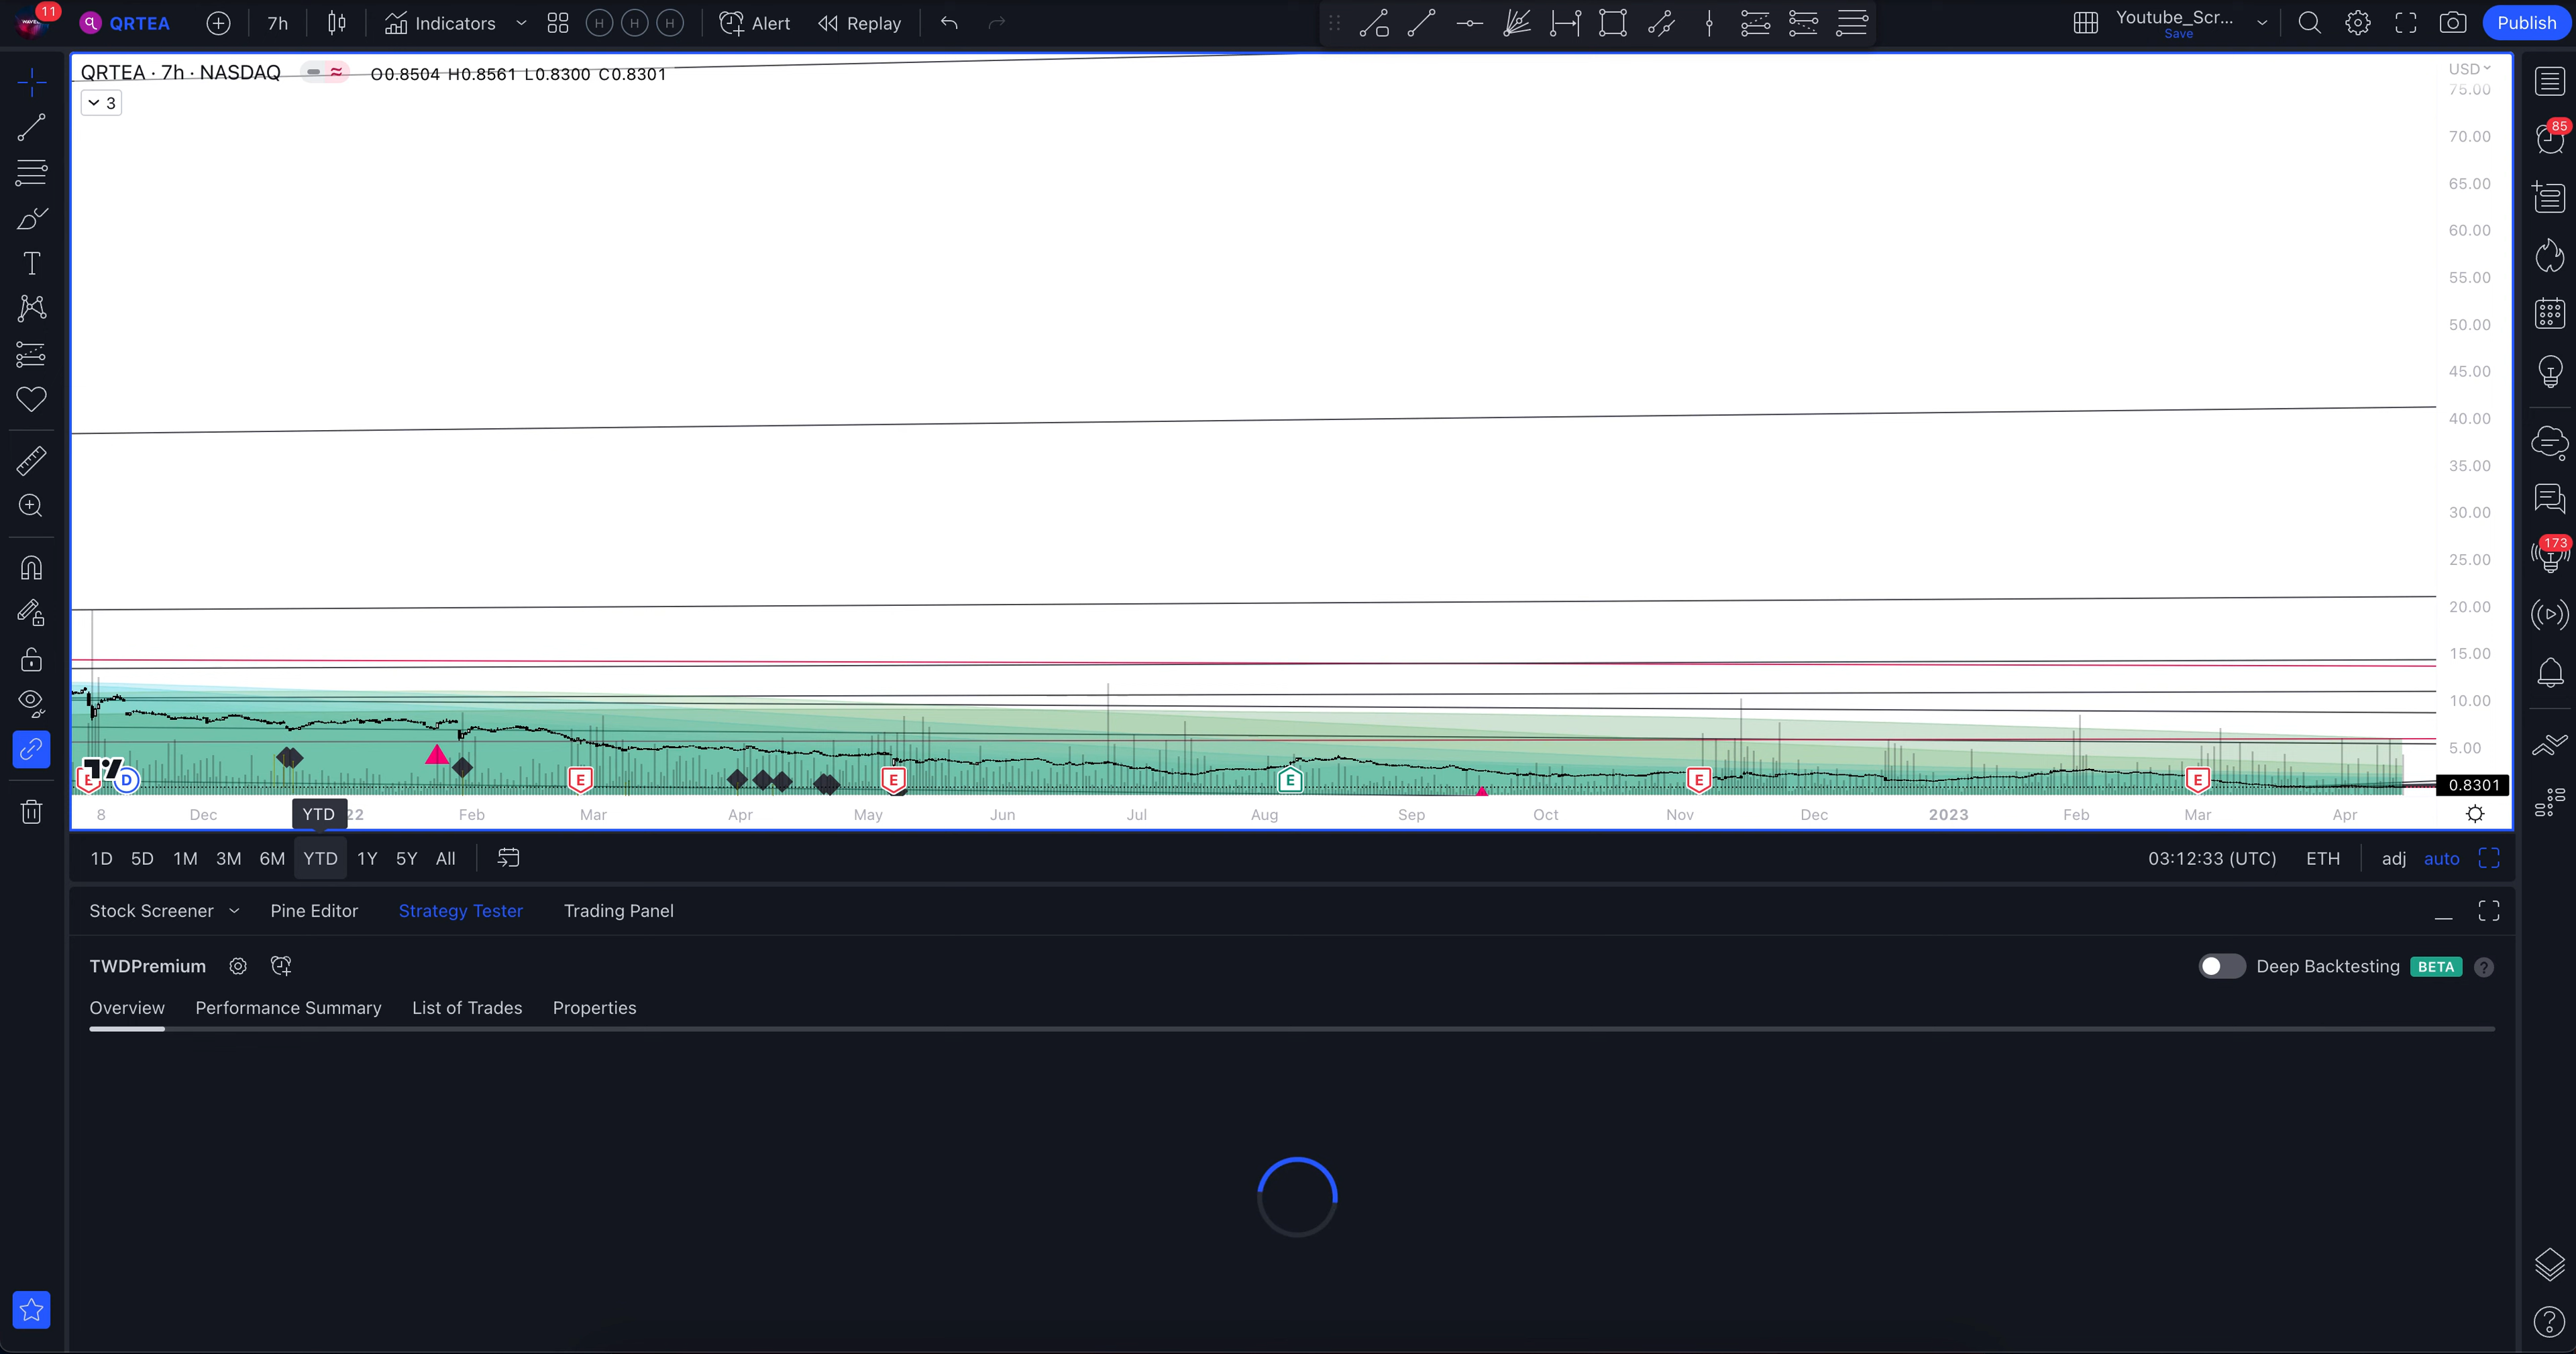 11 QRTEA 7h Indicators H H H Alert Replay Youtube_Scr... Save Publish
QRTEA · 7h · NASDAQ O0.8504 H0.8561 L0.8300 C0.8301 USD
3
75.00
70.00
65.00
60.00
55.00
50.00
45.00
40.00
35.00
30.00
25.00
20.00
15.00
10.00
5.00
0.8301
E D E E E E E
8 Dec YTD 22 Feb Mar Apr May Jun Jul Aug Sep Oct Nov Dec 2023 Feb Mar Apr
1D 5D 1M 3M 6M YTD 1Y 5Y All 03:12:33 (UTC) ETH adj auto
Stock Screener Pine Editor Strategy Tester Trading Panel
TWDPremium Deep Backtesting BETA ?
Overview Performance Summary List of Trades Properties
85
173